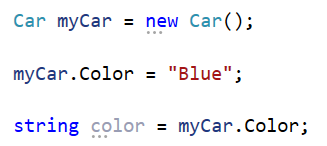 Car myCar = new Car();
myCar.Color = "Blue";
string color = myCar.Color;